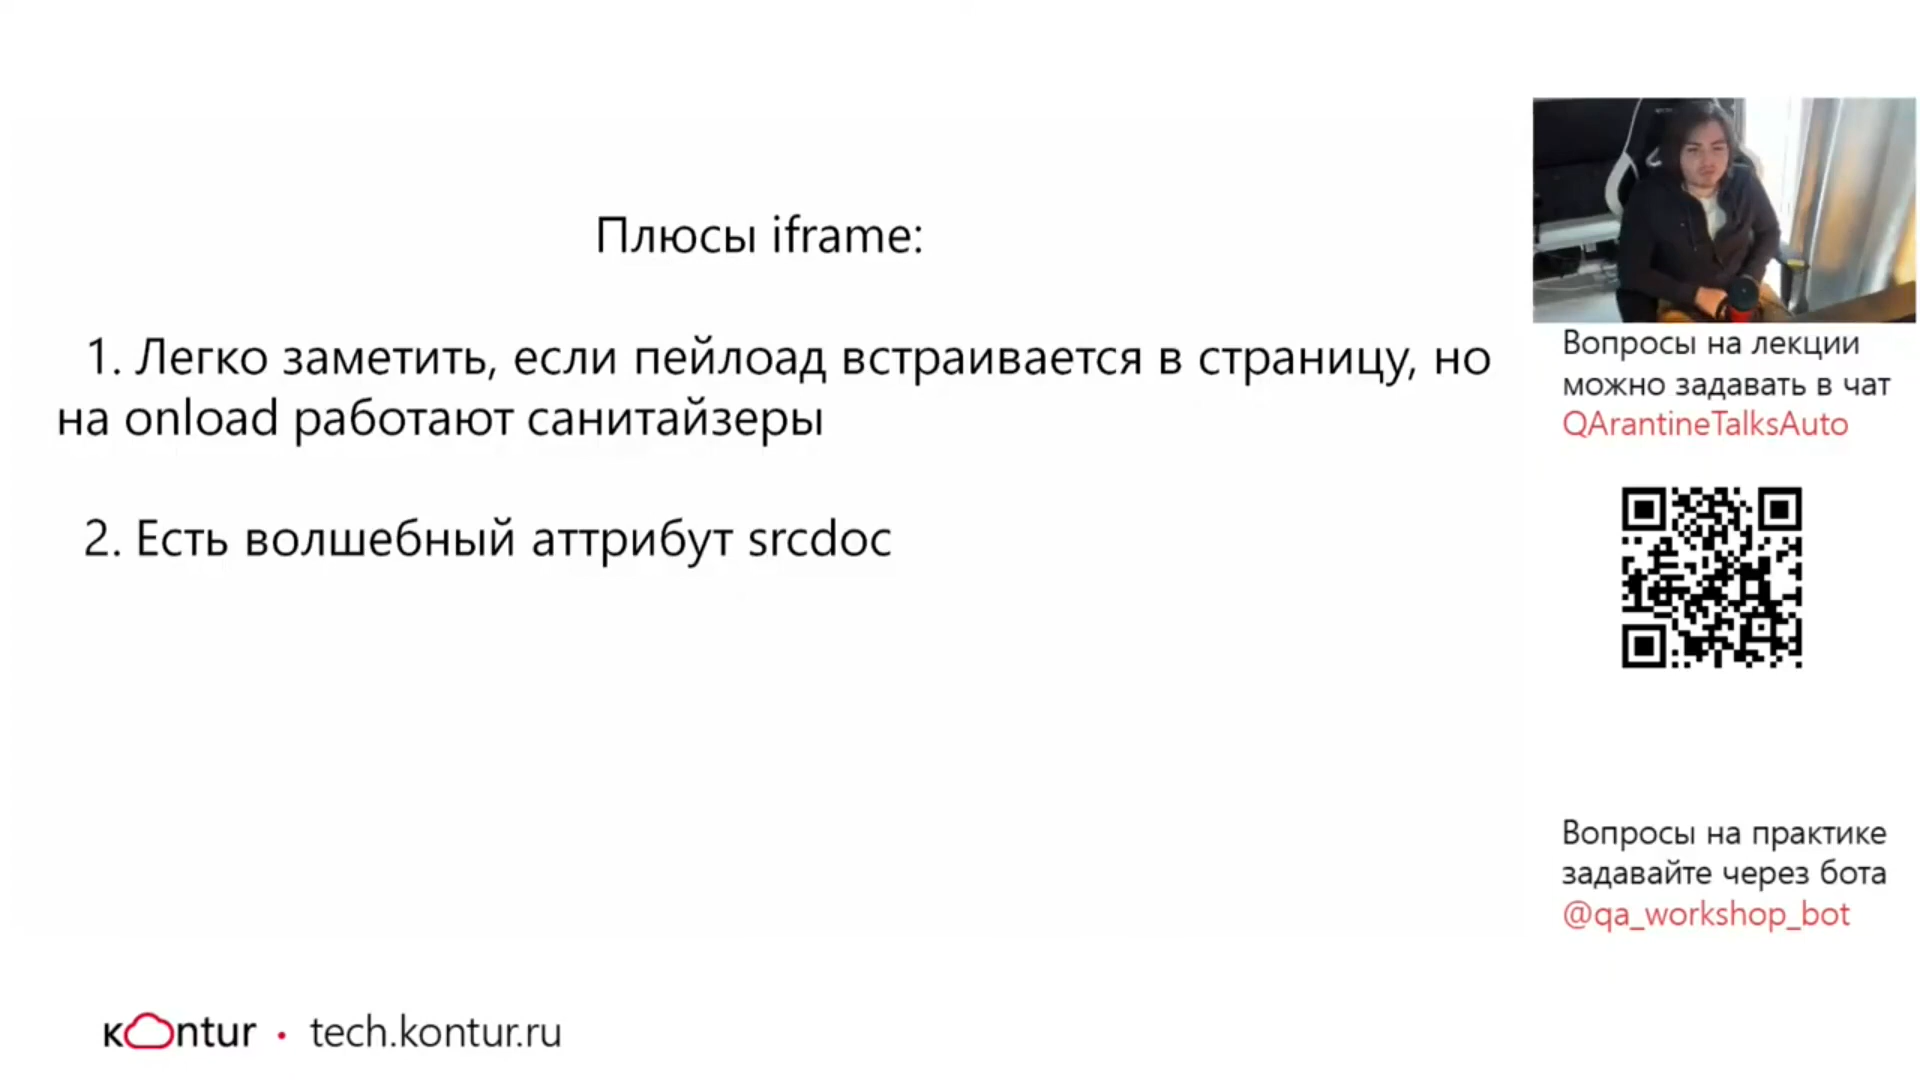 Плюсы iframe:
1. Легко заметить, если пейлоад встраивается в страницу, но
на onload работают санитайзеры
2. Есть волшебный аттрибут srcdoc
Вопросы на лекции
можно задавать в чат
QArantineTalksAuto
Вопросы на практике
задавайте через бота
@qa_workshop_bot
кontur • tech.kontur.ru